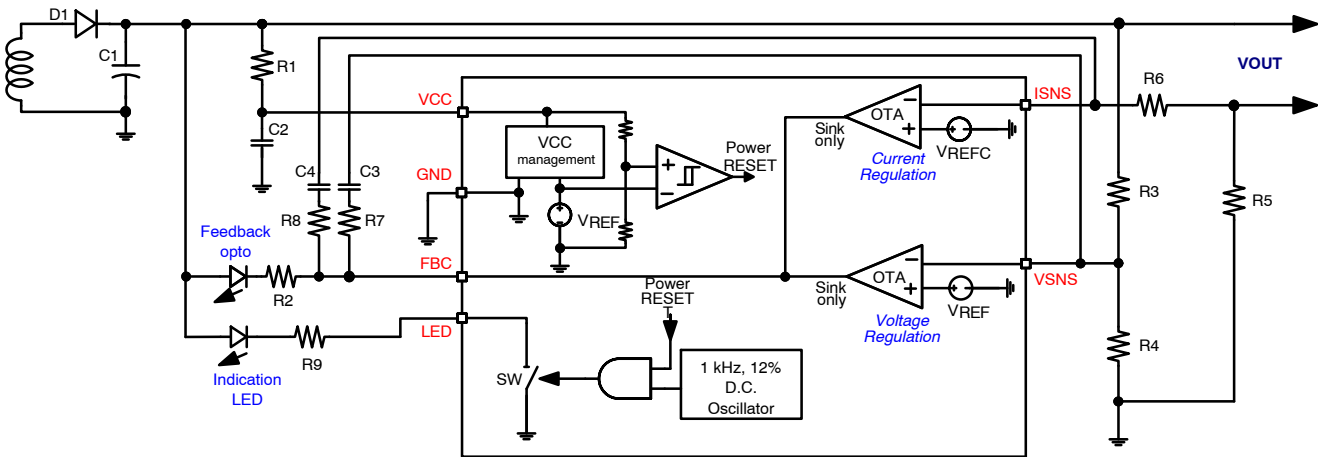 D1
C1
R1
VOUT
R6
ISNS
VCC
C2
OTA
Sink
only
VREFC
Current
Regulation
VCC
management
Power
RESET
C4
C3
GND
R3
R5
R8
R7
VREF
Feedback
opto
FBC
R2
OTA
Sink
only
VSNS
VREF
Power
RESET
T
Voltage
Regulation
LED
R9
R4
Indication
LED
SW
1 kHz, 12%
D.C.
Oscillator